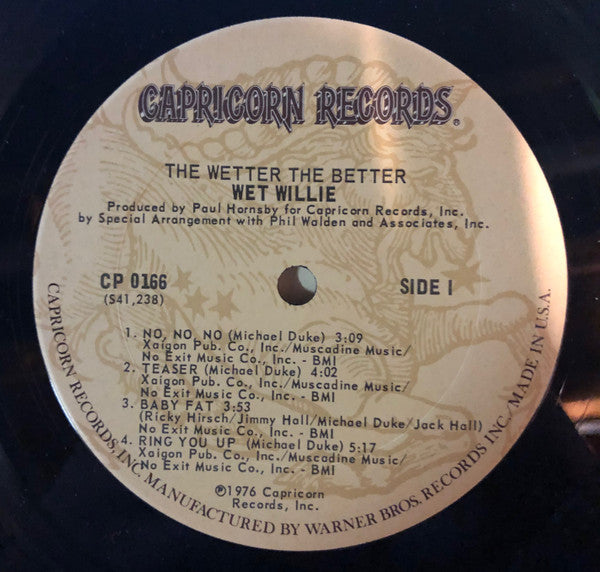 CAPRICORN RECORDS®
THE WETTER THE BETTER
WET WILLIE
Produced by Paul Hornsby for Capricorn Records, Inc.
by Special Arrangement with Phil Walden and Associates, Inc.
CP 0166
(S41,238)
SIDE I
1. NO, NO, NO (Michael Duke) 3:09
Xaigon Pub. Co., Inc./Muscadine Music/
No Exit Music Co., Inc. - BMI
2. TEASER (Michael Duke) 4:02
Xaigon Pub. Co., Inc./Muscadine Music/
No Exit Music Co., Inc. - BMI
3. BABY FAT 3:53
(Ricky Hirsch/Jimmy Hall/Michael Duke/Jack Hall)
No Exit Music Co., Inc. - BMI
4. RING YOU UP (Michael Duke) 5:17
Xaigon Pub. Co., Inc./Muscadine Music/
No Exit Music Co., Inc. - BMI
℗1976 Capricorn
Records, Inc.
CAPRICORN RECORDS, INC. MANUFACTURED BY WARNER BROS. RECORDS INC./MADE IN U.S.A.